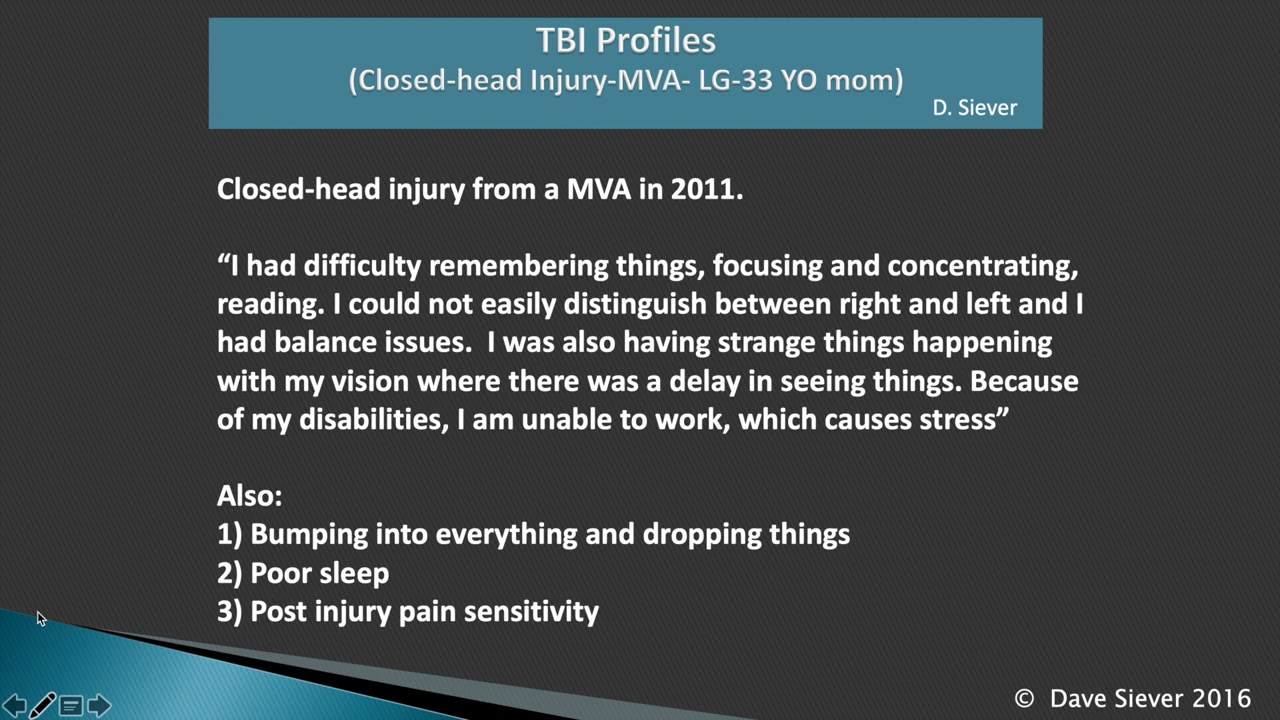 TBI Profiles
(Closed-head Injury-MVA- LG-33 YO mom)
D. Siever
Closed-head injury from a MVA in 2011.
“I had difficulty remembering things, focusing and concentrating,
reading. I could not easily distinguish between right and left and I
had balance issues.  I was also having strange things happening
with my vision where there was a delay in seeing things. Because
of my disabilities, I am unable to work, which causes stress”
Also:
1) Bumping into everything and dropping things
2) Poor sleep
3) Post injury pain sensitivity
© Dave Siever 2016